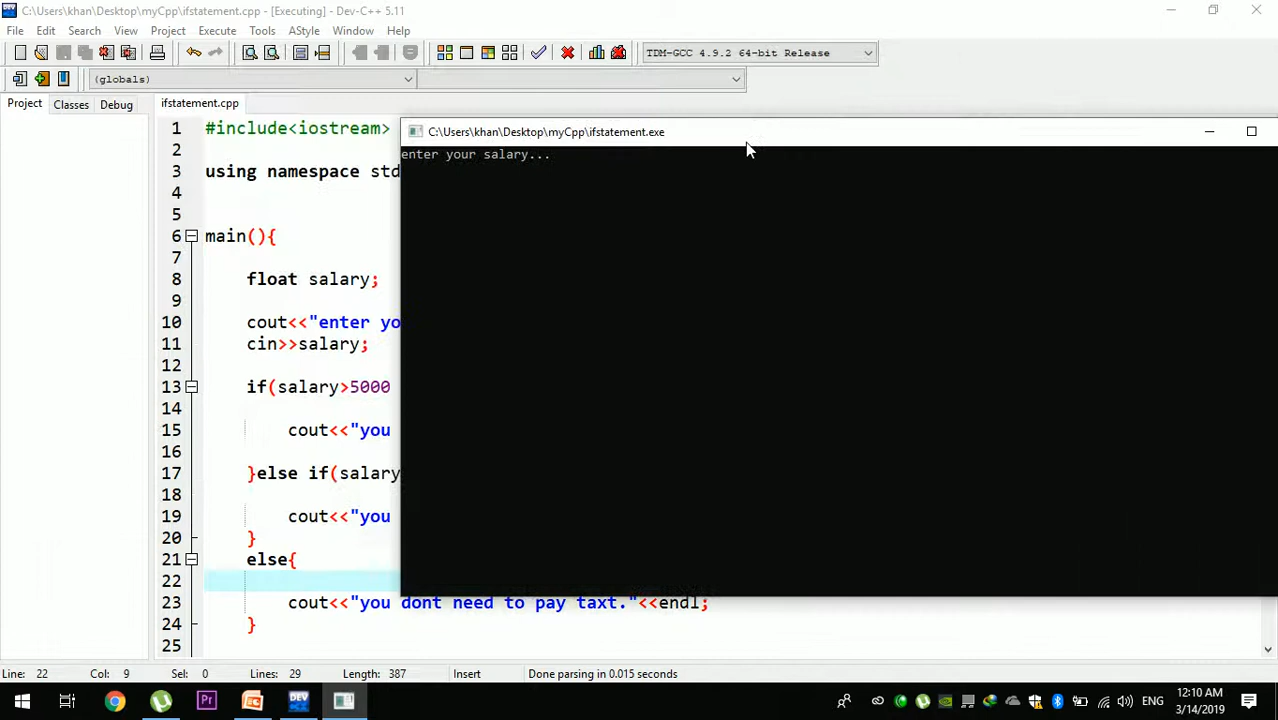 C:\Users\khan\Desktop\myCpp\ifstatement.cpp - [Executing] - Dev-C++ 5.11
File Edit Search View Project Execute Tools AStyle Window Help
TDM-GCC 4.9.2 64-bit Release
(globals)
Project Classes Debug
ifstatement.cpp
1 #include<iostream>
2
3 using namespace std
4
5
6 main(){
7
8 float salary;
9
10 cout<<"enter yo
11 cin>>salary;
12
13 if(salary>5000
14
15 cout<<"you
16
17 }else if(salary
18
19 cout<<"you
20 }
21 else{
22
23 cout<<"you dont need to pay taxt."<<endl;
24 }
25
C:\Users\khan\Desktop\myCpp\ifstatement.exe
enter your salary...
Line: 22 Col: 9 Sel: 0 Lines: 29 Length: 387 Insert Done parsing in 0.015 seconds
Pr
DEV
ENG
12:10 AM
3/14/2019